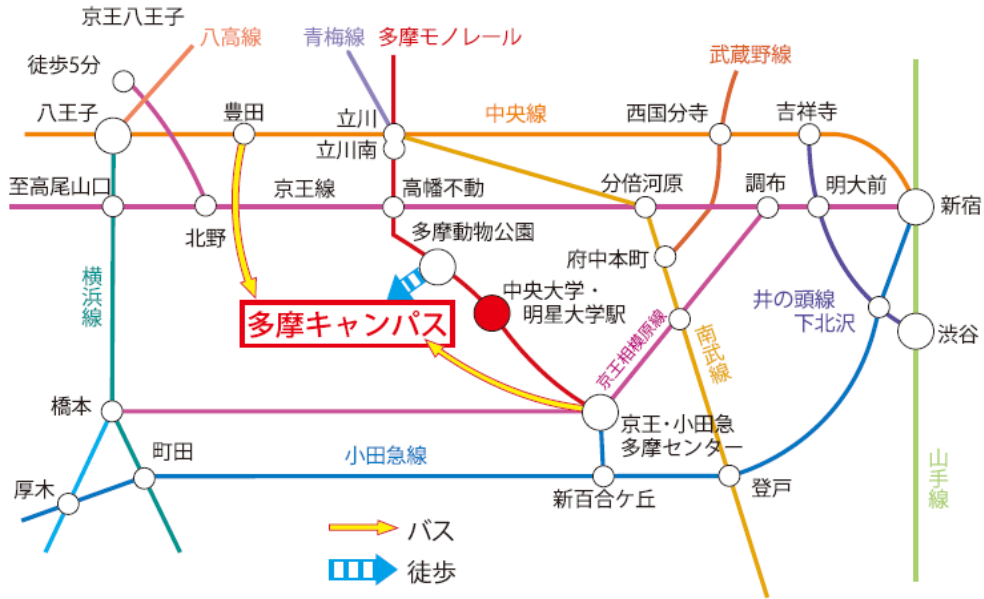 京王八王子
八高線
青梅線
多摩モノレール
武蔵野線
徒歩5分
八王子
豊田
立川
中央線
西国分寺
吉祥寺
立川南
至高尾山口
京王線
高幡不動
分倍河原
調布
明大前
新宿
北野
多摩動物公園
府中本町
横浜線
中央大学・
明星大学駅
井の頭線
下北沢
渋谷
多摩キャンパス
京王相模原線
南武線
橋本
京王・小田急
多摩センター
町田
小田急線
山手線
厚木
新百合ケ丘
登戸
バス
徒歩